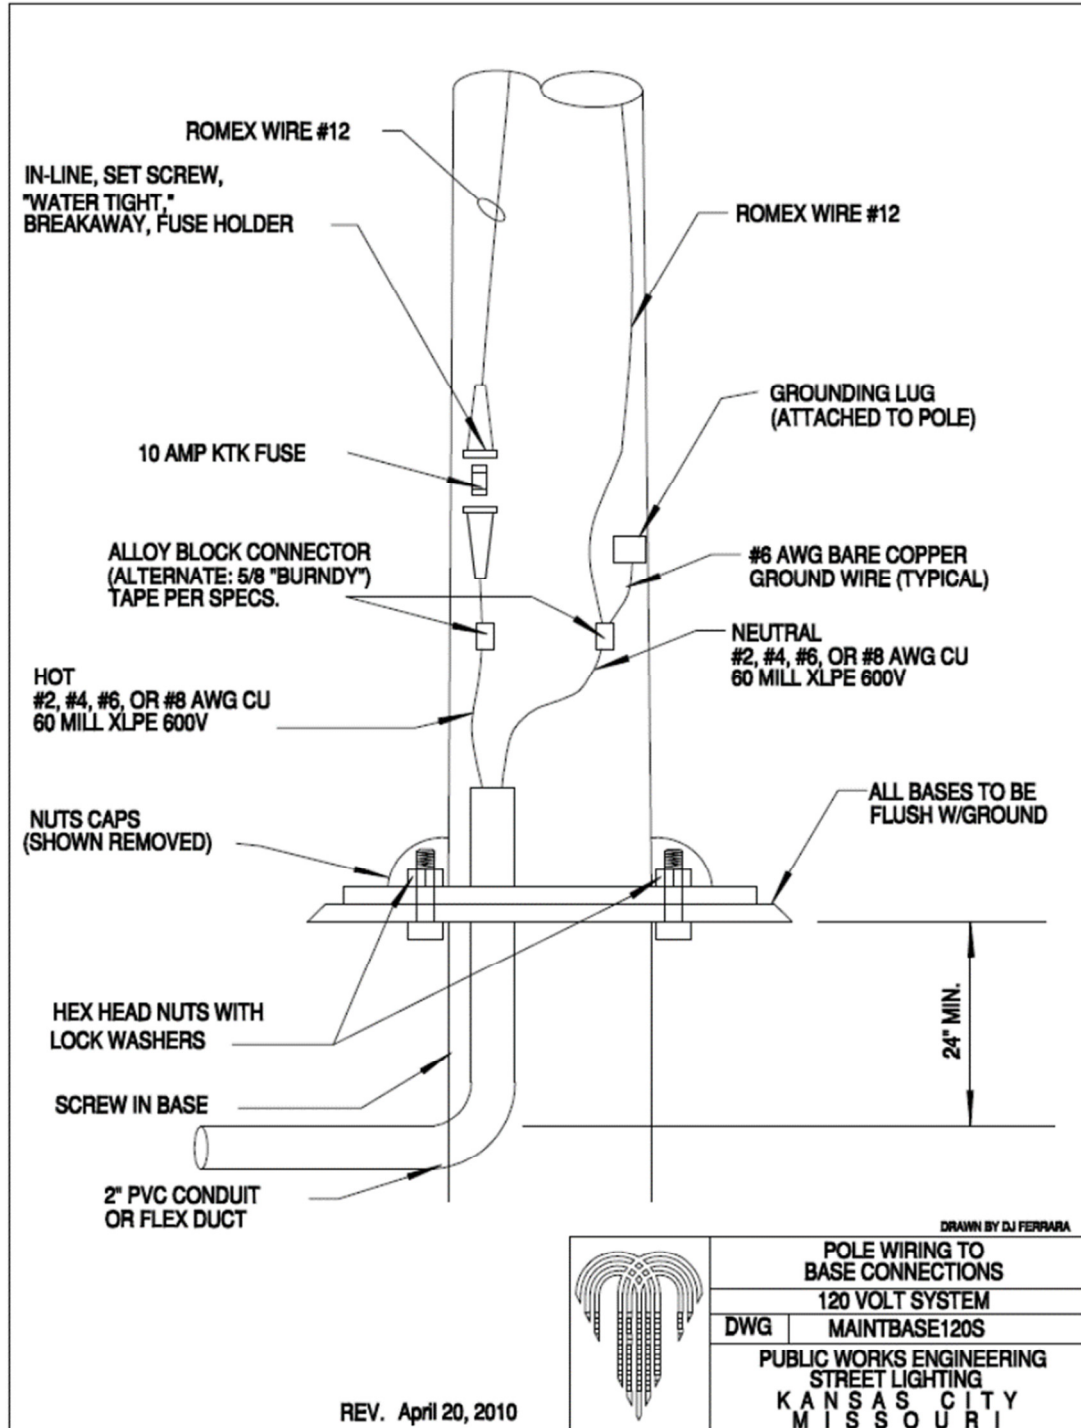 ROMEX WIRE #12
IN-LINE, SET SCREW,
"WATER TIGHT,"
BREAKAWAY, FUSE HOLDER
ROMEX WIRE #12
GROUNDING LUG
(ATTACHED TO POLE)
10 AMP KTK FUSE
ALLOY BLOCK CONNECTOR
(ALTERNATE: 5/8 "BURNDY")
TAPE PER SPECS.
#6 AWG BARE COPPER
GROUND WIRE (TYPICAL)
NEUTRAL
#2, #4, #6, OR #8 AWG CU
60 MILL XLPE 600V
HOT
#2, #4, #6, OR #8 AWG CU
60 MILL XLPE 600V
ALL BASES TO BE
FLUSH W/GROUND
NUTS CAPS
(SHOWN REMOVED)
HEX HEAD NUTS WITH
LOCK WASHERS
24" MIN.
SCREW IN BASE
2" PVC CONDUIT
OR FLEX DUCT
DRAWN BY DJ FERRARA
POLE WIRING TO
BASE CONNECTIONS
120 VOLT SYSTEM
DWG MAINTBASE120S
PUBLIC WORKS ENGINEERING
STREET LIGHTING
KANSAS CITY
MISSOURI
REV. April 20, 2010